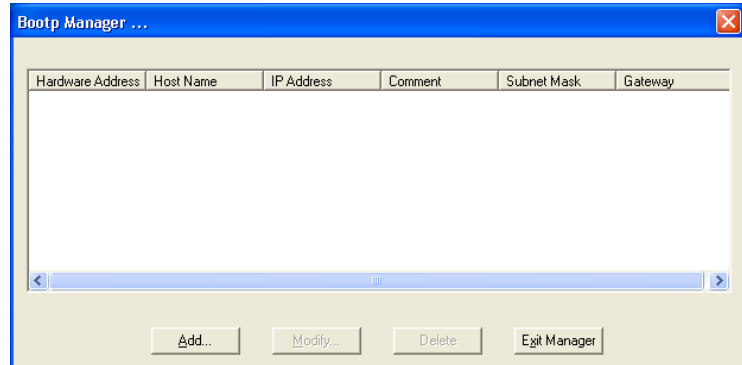 Bootp Manager ...
Hardware Address Host Name IP Address Comment Subnet Mask Gateway
Add... Modify... Delete Exit Manager